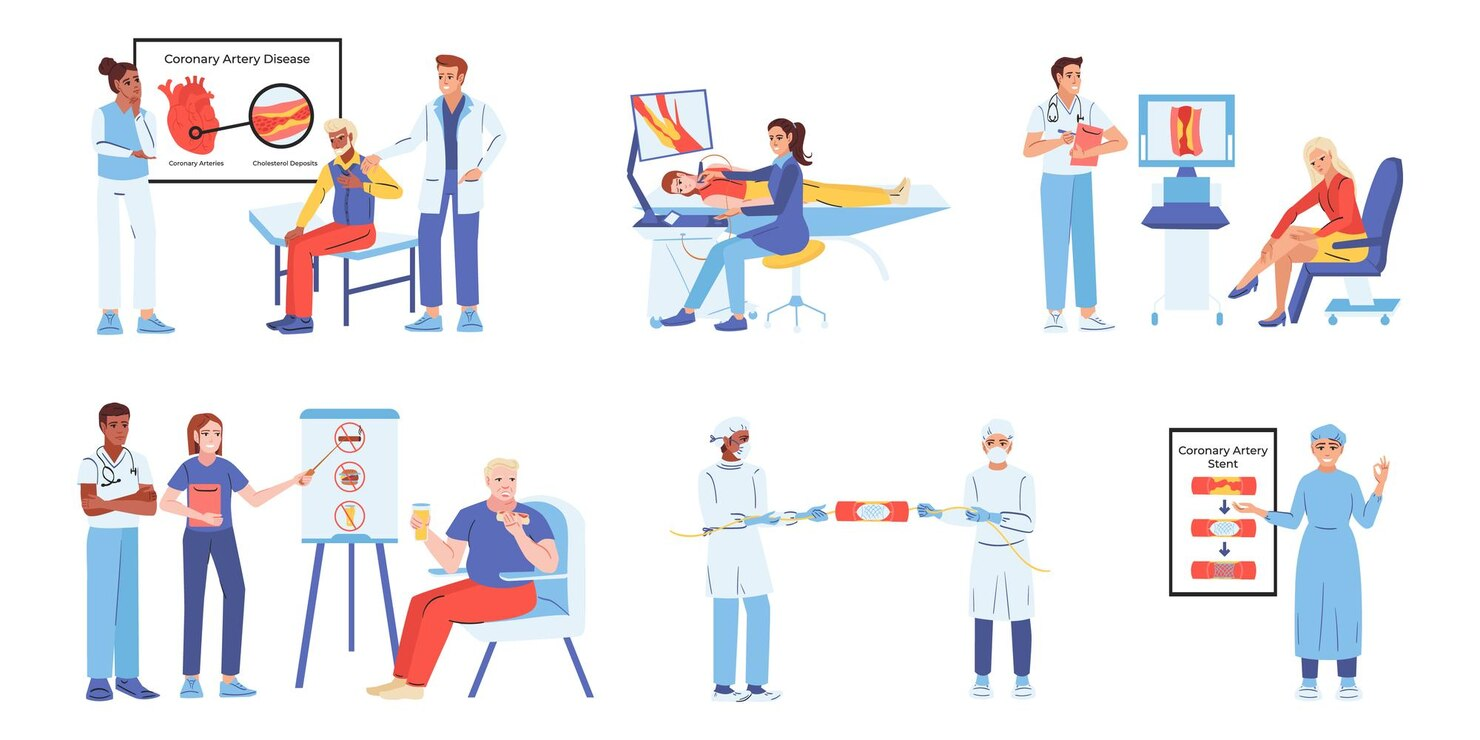 Coronary Artery Disease
Coronary Arteries
Cholesterol Deposits
Coronary Artery
Stent